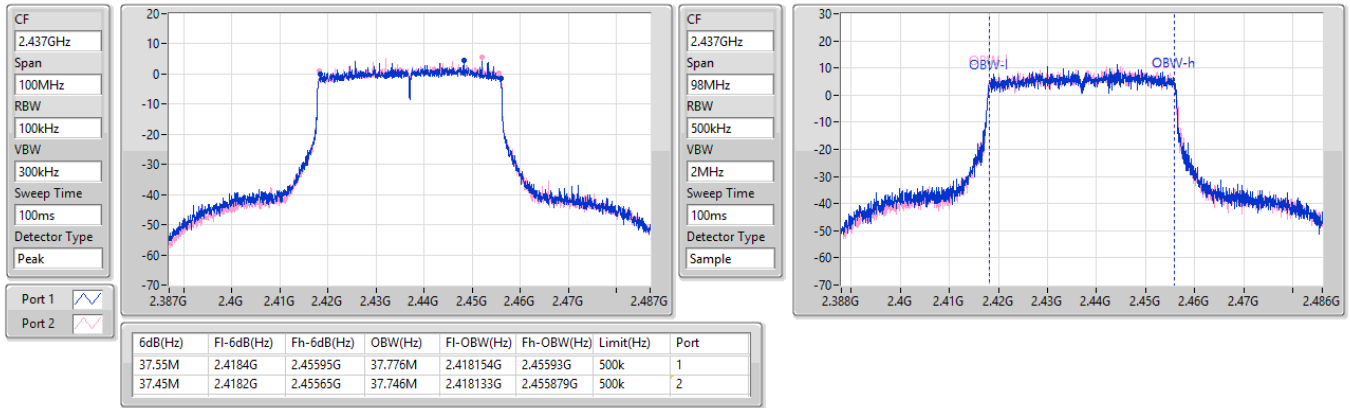 CF
2.437GHz
Span
100MHz
RBW
100kHz
VBW
300kHz
Sweep Time
100ms
Detector Type
Peak
Port 1
Port 2
20
10
0
-10
-20
-30
-40
-50
-60
-70
2.387G 2.4G 2.41G 2.42G 2.43G 2.44G 2.45G 2.46G 2.47G 2.487G
CF
2.437GHz
Span
98MHz
RBW
500kHz
VBW
2MHz
Sweep Time
100ms
Detector Type
Sample
30
20
10
0
-10
-20
-30
-40
-50
-60
-70
OBW-l
OBW-h
2.388G 2.4G 2.41G 2.42G 2.43G 2.44G 2.45G 2.46G 2.47G 2.486G
6dB(Hz) Fl-6dB(Hz) Fh-6dB(Hz) OBW(Hz) Fl-OBW(Hz) Fh-OBW(Hz) Limit(Hz) Port
37.55M 2.4184G 2.45595G 37.776M 2.418154G 2.45593G 500k 1
37.45M 2.4182G 2.45565G 37.746M 2.418133G 2.455879G 500k 2